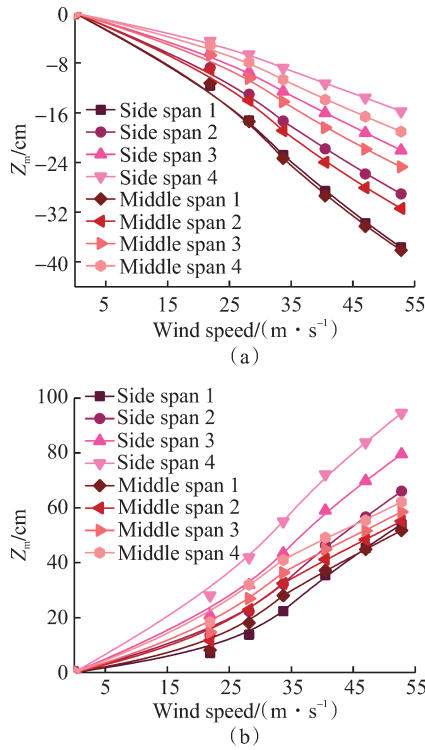 0
−8
−16
−24
−32
−40
Zm/cm
Side span 1
Side span 2
Side span 3
Side span 4
Middle span 1
Middle span 2
Middle span 3
Middle span 4
5 15 25 35 45 55
Wind speed/(m · s⁻¹)
(a)
100
80
60
40
20
0
Zm/cm
Side span 1
Side span 2
Side span 3
Side span 4
Middle span 1
Middle span 2
Middle span 3
Middle span 4
5 15 25 35 45 55
Wind speed/(m · s⁻¹)
(b)